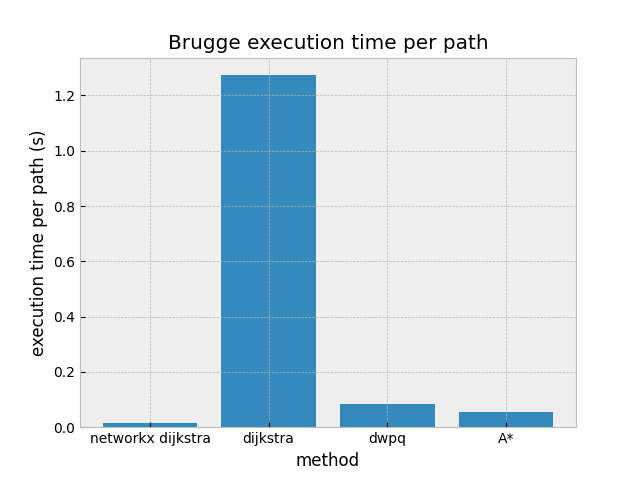 Brugge execution time per path
execution time per path (s)
1.2
1.0
0.8
0.6
0.4
0.2
0.0
networkx dijkstra dijkstra dwpq A*
method